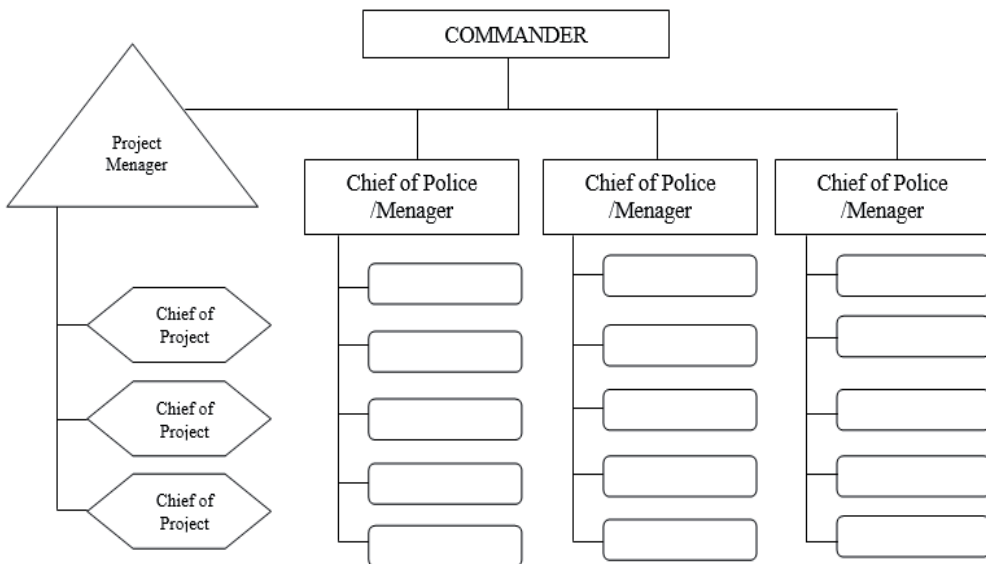 COMMANDER
Project
Menager
Chief of Police
/Menager
Chief of Police
/Menager
Chief of Police
/Menager
Chief of
Project
Chief of
Project
Chief of
Project